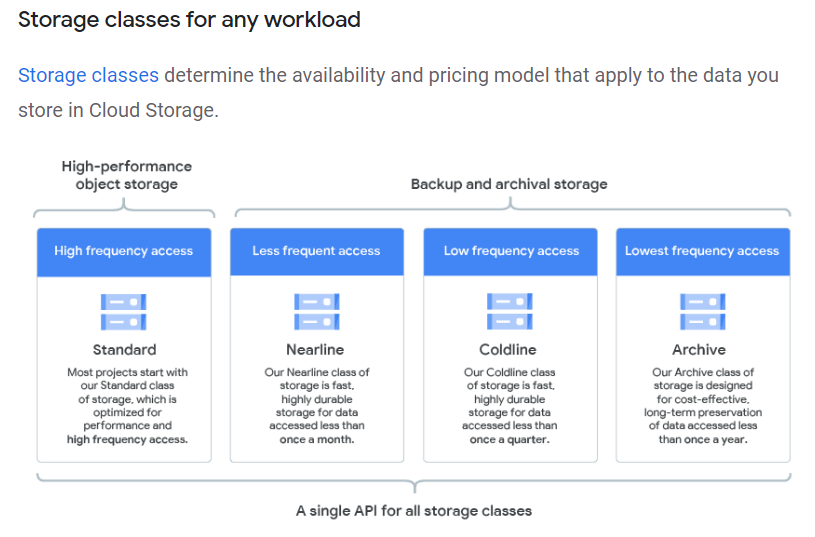 Storage classes for any workload
Storage classes determine the availability and pricing model that apply to the data you
store in Cloud Storage.
High-performance
object storage
Backup and archival storage
High frequency access
Less frequent access
Low frequency access
Lowest frequency access
Standard
Most projects start with
our Standard class
of storage, which is
optimized for
performance and
high frequency access.
Nearline
Our Nearline class of
storage is fast,
highly durable
storage for data
accessed less than
once a month.
Coldline
Our Coldline class
of storage is fast,
highly durable
storage for data
accessed less than
once a quarter.
Archive
Our Archive class of
storage is designed
for cost-effective,
long-term preservation
of data accessed less
than once a year.
A single API for all storage classes